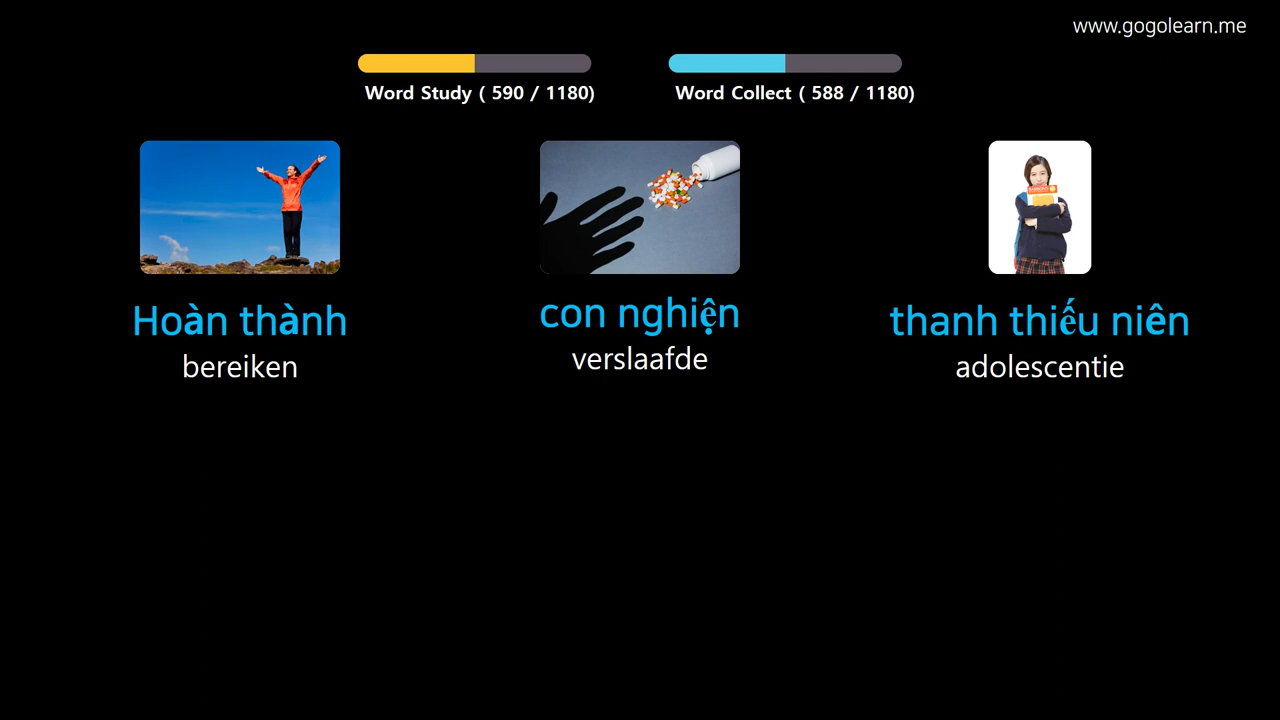 www.gogolearn.me
Word Study ( 590 / 1180)
Word Collect ( 588 / 1180)
Hoàn thành
bereiken
con nghiện
verslaafde
thanh thiếu niên
adolescentie